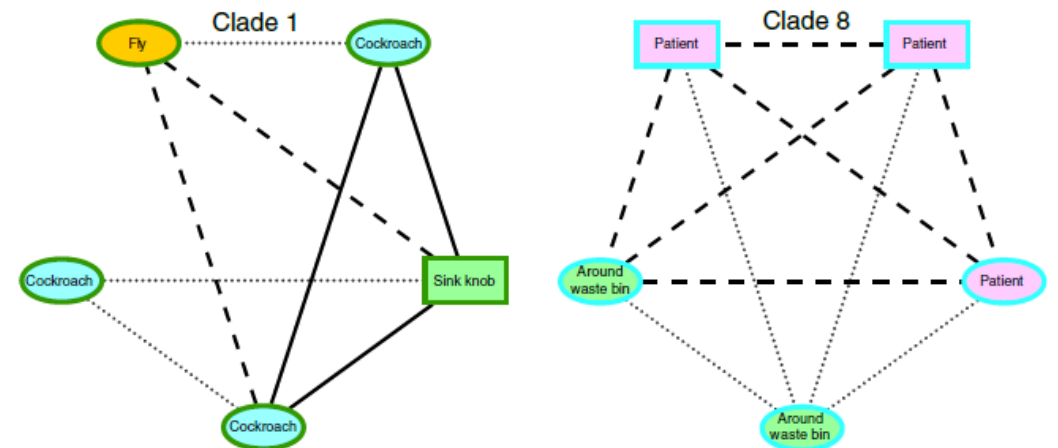 Clade 1
Fly
Cockroach
Cockroach
Sink knob
Cockroach
Clade 8
Patient
Patient
Around
waste bin
Patient
Around
waste bin